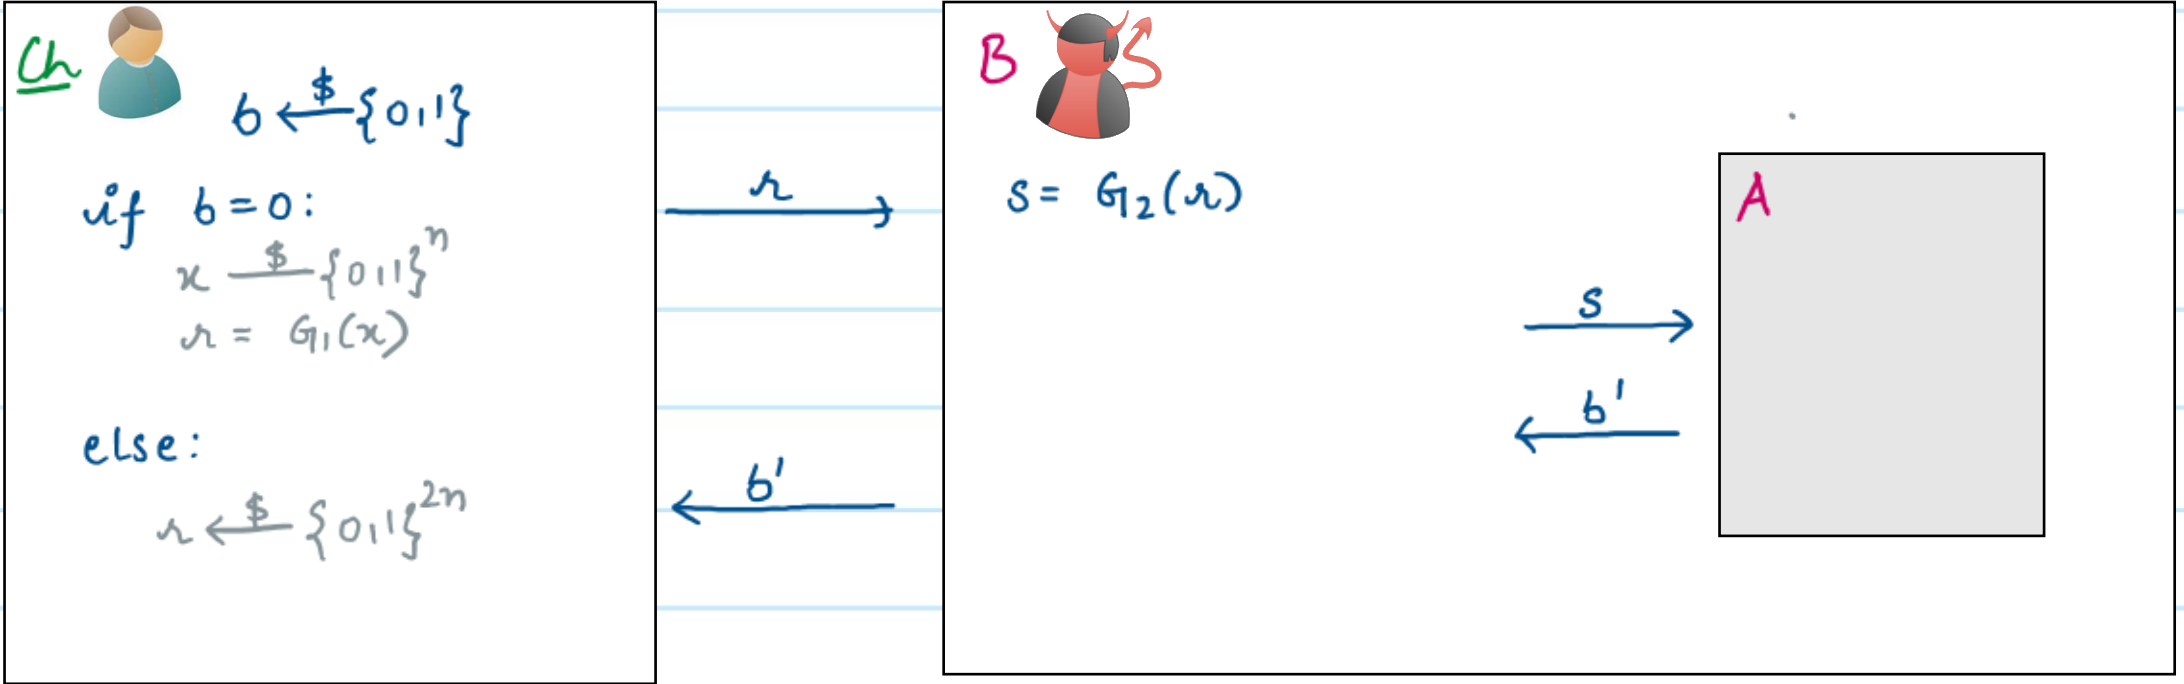 Ch
b ←$ {0,1}
if b=0:
x —$ {0,1}^n
r = G₁(x)
else:
r ←$ {0,1}^2n
r
b'
B
s = G₂(r)
s
b'
A